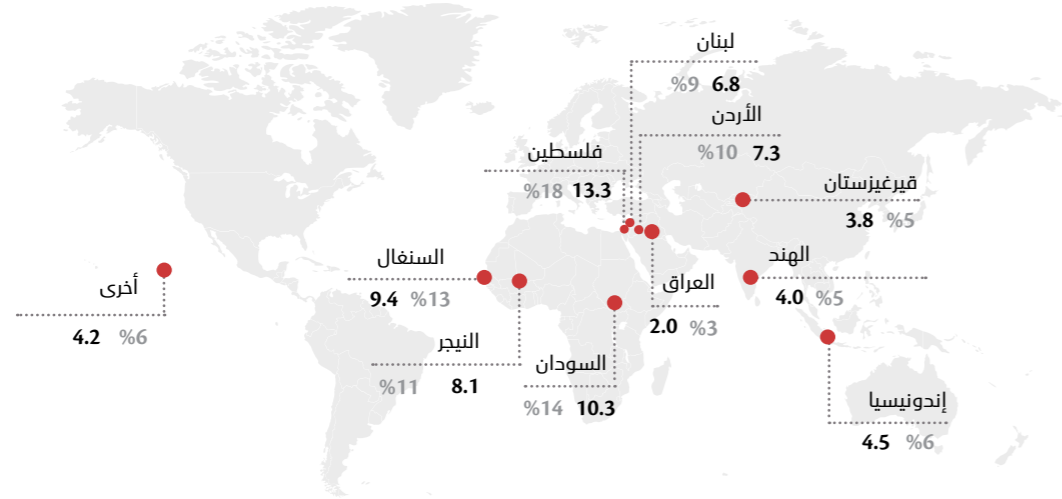 لبنان
6.8 %9
الأردن
7.3 %10
فلسطين
13.3 %18
قيرغيزستان
3.8 %5
السنغال
9.4 %13
الهند
4.0 %5
العراق
2.0 %3
أخرى
4.2 %6
النيجر
8.1 %11
السودان
10.3 %14
إندونيسيا
4.5 %6